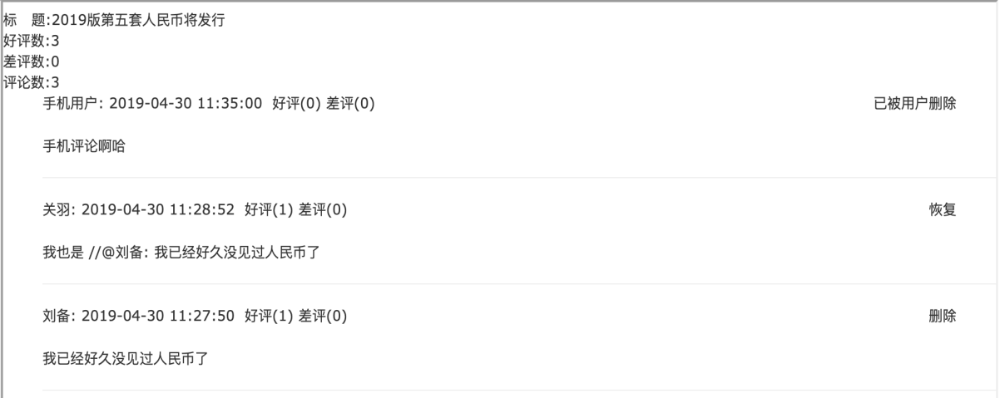 标　题:2019版第五套人民币将发行
好评数:3
差评数:0
评论数:3
手机用户: 2019-04-30 11:35:00 好评(0) 差评(0) 已被用户删除
手机评论啊哈
关羽: 2019-04-30 11:28:52 好评(1) 差评(0) 恢复
我也是 //@刘备: 我已经好久没见过人民币了
刘备: 2019-04-30 11:27:50 好评(1) 差评(0) 删除
我已经好久没见过人民币了